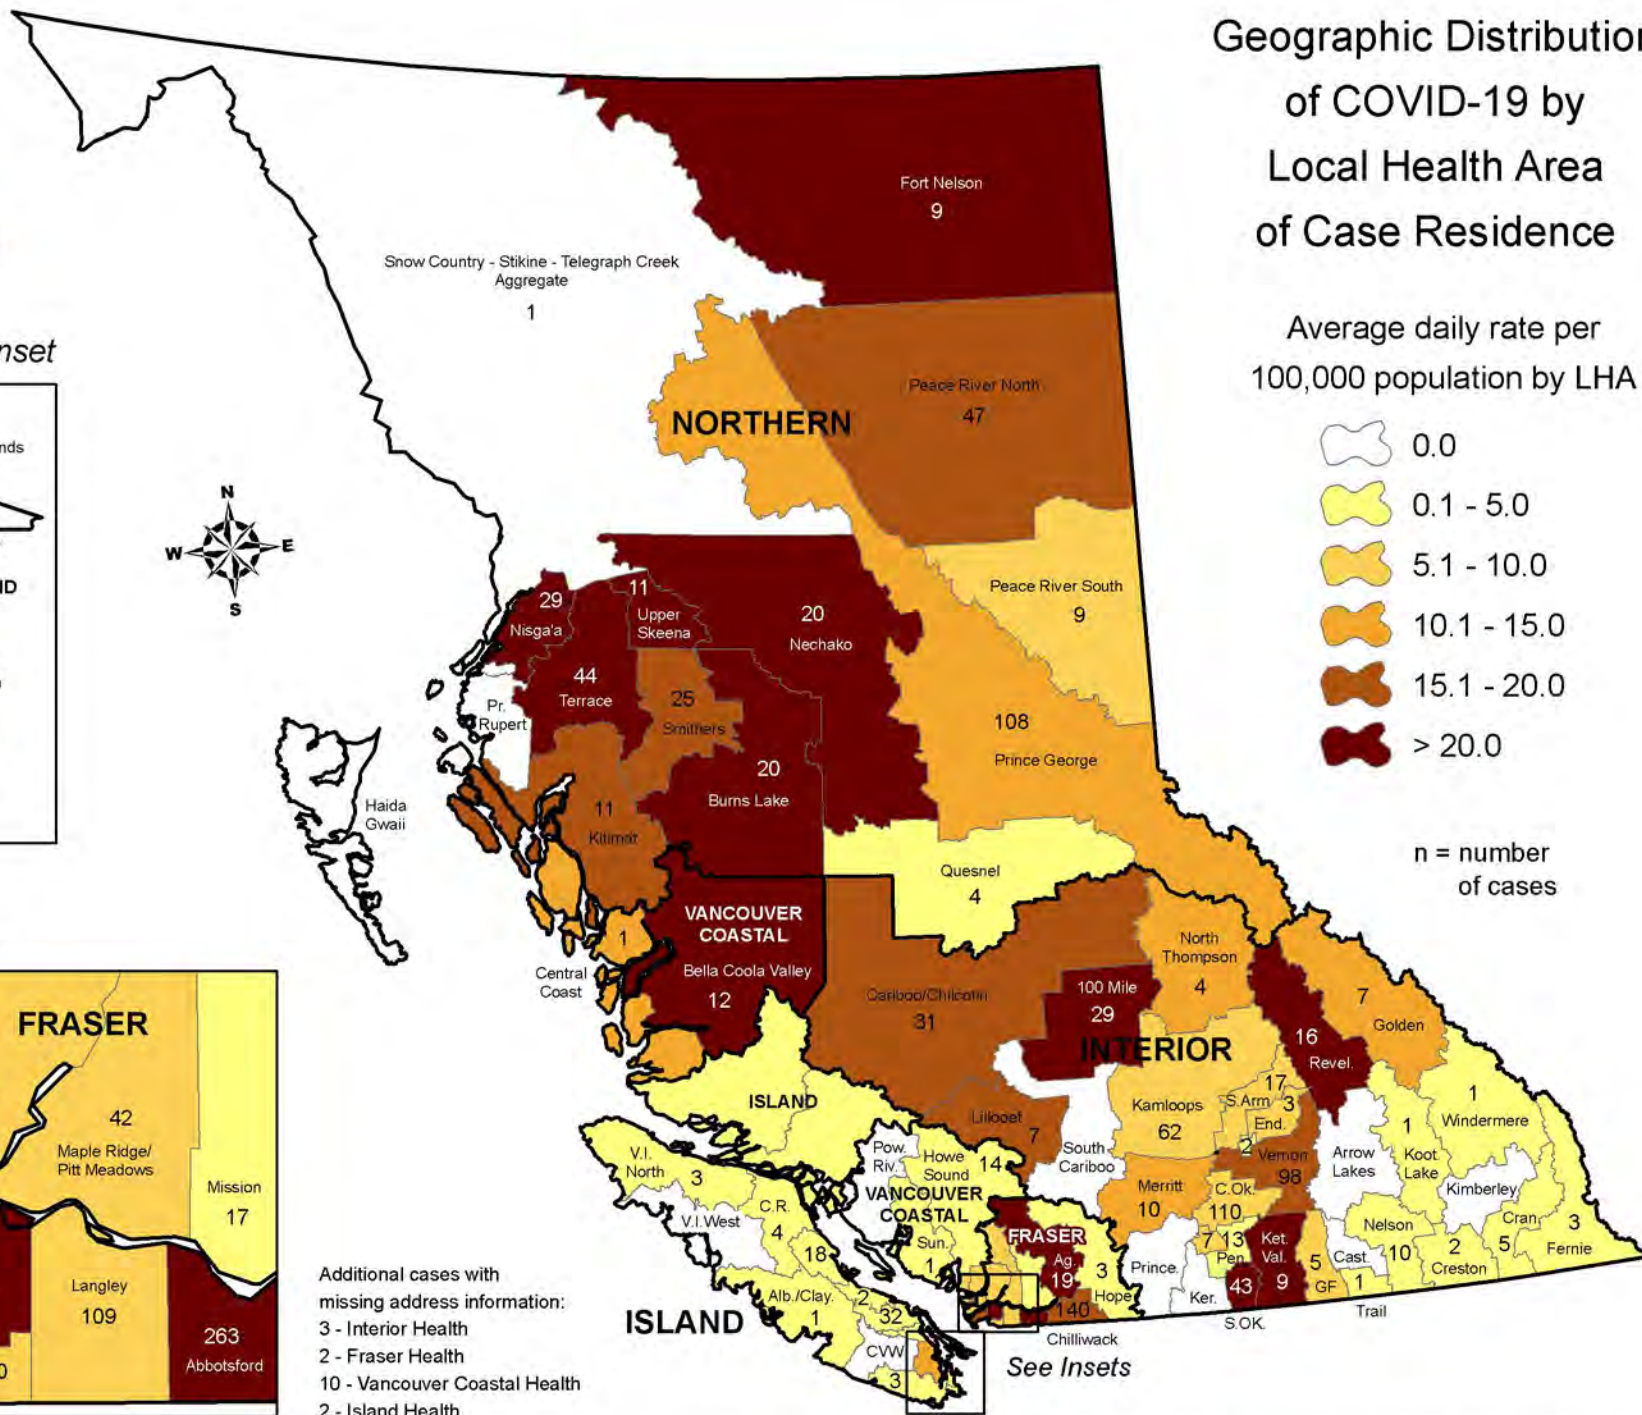 Geographic Distribution
of COVID-19 by
Local Health Area
of Case Residence
Average daily rate per
100,000 population by LHA
0.0
0.1 - 5.0
5.1 - 10.0
10.1 - 15.0
15.1 - 20.0
> 20.0
n = number
of cases
Fort Nelson
9
Snow Country - Stikine - Telegraph Creek
Aggregate
1
nset
nds
ID
N
W
E
S
Peace River North
47
NORTHERN
Peace River South
9
29
Nisga'a
11
Upper
Skeena
20
Nechako
44
Terrace
25
Smithers
Pr.
Rupert
108
Prince George
20
Burns Lake
11
Kitimat
Haida
Gwaii
Quesnel
4
VANCOUVER
COASTAL
Bella Coola Valley
12
1
Central
Coast
Cariboo/Chilcotin
31
100 Mile
29
North
Thompson
4
7
Golden
INTERIOR
16
Revel.
Kamloops
62
17
S.Arm
3
End.
2
Vernon
98
1
Windermere
1
Koot
Lake
Arrow
Lakes
Kimberley
Lillooet
7
South
Cariboo
Merritt
10
C.Ok.
110
ISLAND
Pow.
Riv.
Howe
Sound
14
VANCOUVER
COASTAL
Sun.
1
V.I.
North
3
V.I.West
C.R.
4
18
Alb./Clay.
1
2
32
CVW
3
FRASER
Ag.
19
3
Hope
140
Chilliwack
Prince.
Ker.
7
13
Pen.
43
S.OK.
Ket.
Val.
9
5
GF
Cast.
1
Trail
Nelson
10
2
Creston
Cran.
5
3
Fernie
ISLAND
See Insets
FRASER
42
Maple Ridge/
Pitt Meadows
Mission
17
Langley
109
263
Abbotsford
0
Additional cases with
missing address information:
3 - Interior Health
2 - Fraser Health
10 - Vancouver Coastal Health
2 - Island Health